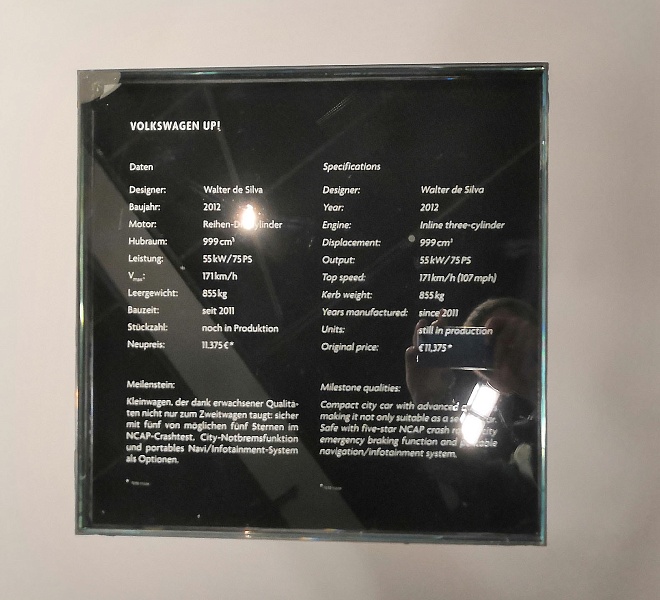 VOLKSWAGEN UP!
Daten
Designer: Walter de Silva
Baujahr: 2012
Motor: Reihen-Dreizylinder
Hubraum: 999 cm³
Leistung: 55 kW/75 PS
Vmax: 171 km/h
Leergewicht: 855 kg
Bauzeit: seit 2011
Stückzahl: noch in Produktion
Neupreis: 11.375 €*
Meilenstein:
Kleinwagen, der dank erwachsener Qualitä-
ten nicht nur zum Zweitwagen taugt: sicher
mit fünf von möglichen fünf Sternen im
NCAP-Crashtest. City-Notbremsfunktion
und portables Navi/Infotainment-System
als Optionen.
Specifications
Designer: Walter de Silva
Year: 2012
Engine: Inline three-cylinder
Displacement: 999 cm³
Output: 55 kW/75 PS
Top speed: 171 km/h (107 mph)
Kerb weight: 855 kg
Years manufactured: since 2011
Units: still in production
Original price: €11,375*
Milestone qualities:
Compact city car with advanced
making it not only suitable as a
Safe with five-star NCAP crash
emergency braking function and portable
navigation/infotainment system.